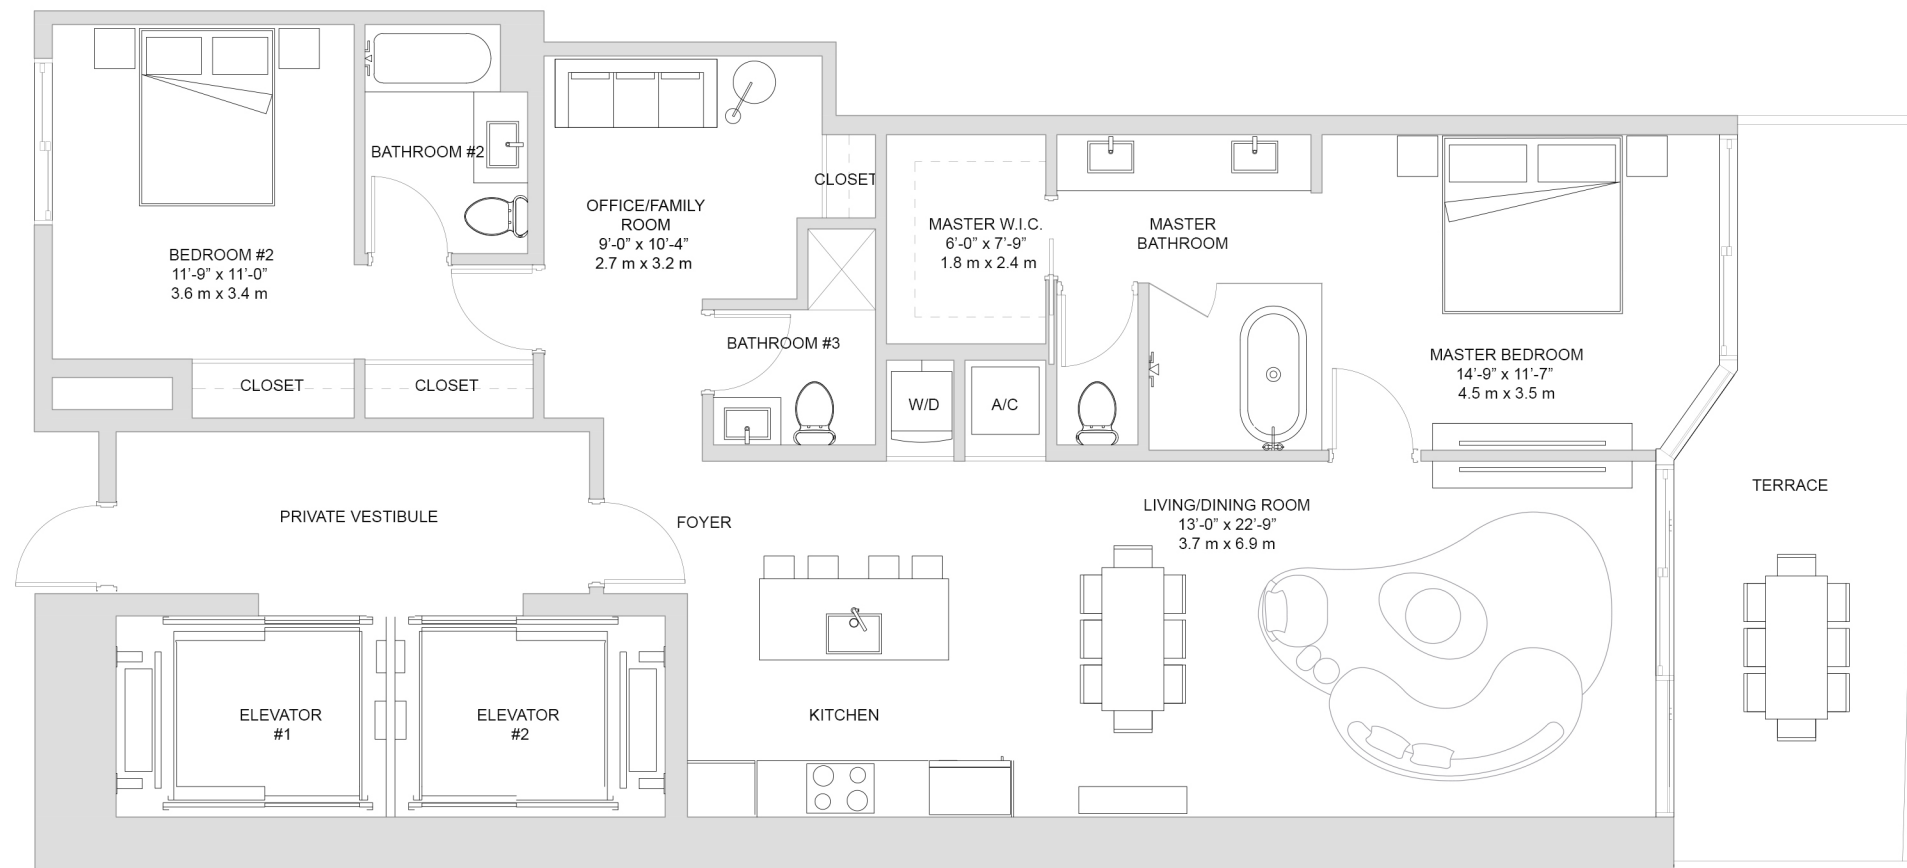 BATHROOM #2
CLOSET
OFFICE/FAMILY
ROOM
9'-0" x 10'-4"
2.7 m x 3.2 m
MASTER W.I.C.
6'-0" x 7'-9"
1.8 m x 2.4 m
MASTER
BATHROOM
BEDROOM #2
11'-9" x 11'-0"
3.6 m x 3.4 m
BATHROOM #3
MASTER BEDROOM
14'-9" x 11'-7"
4.5 m x 3.5 m
CLOSET
CLOSET
W/D
A/C
TERRACE
PRIVATE VESTIBULE
FOYER
LIVING/DINING ROOM
13'-0" x 22'-9"
3.7 m x 6.9 m
ELEVATOR
#1
ELEVATOR
#2
KITCHEN